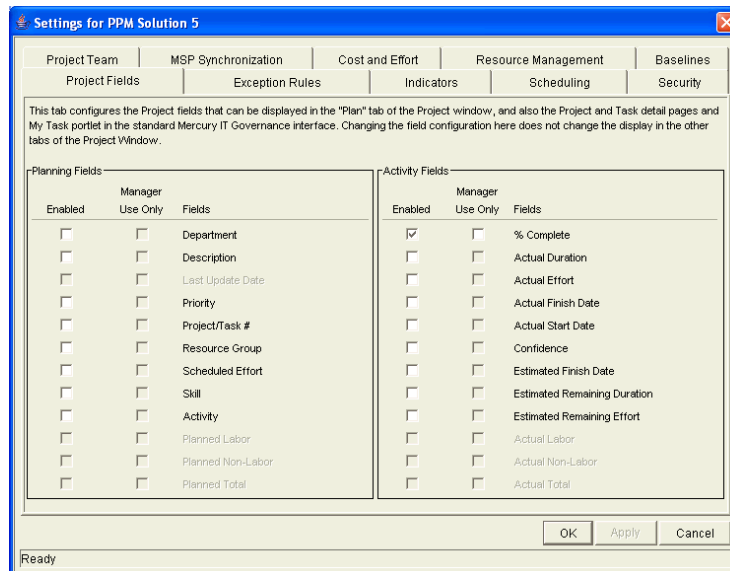 Settings for PPM Solution 5
Project Team MSP Synchronization Cost and Effort Resource Management Baselines
Project Fields Exception Rules Indicators Scheduling Security
This tab configures the Project fields that can be displayed in the "Plan" tab of the Project window, and also the Project and Task detail pages and
My Task portlet in the standard Mercury IT Governance interface. Changing the field configuration here does not change the display in the other
tabs of the Project Window.
Planning Fields
Manager
Enabled Use Only Fields
Department
Description
Last Update Date
Priority
Project/Task #
Resource Group
Scheduled Effort
Skill
Activity
Planned Labor
Planned Non-Labor
Planned Total
Activity Fields
Manager
Enabled Use Only Fields
% Complete
Actual Duration
Actual Effort
Actual Finish Date
Actual Start Date
Confidence
Estimated Finish Date
Estimated Remaining Duration
Estimated Remaining Effort
Actual Labor
Actual Non-Labor
Actual Total
OK Apply Cancel
Ready